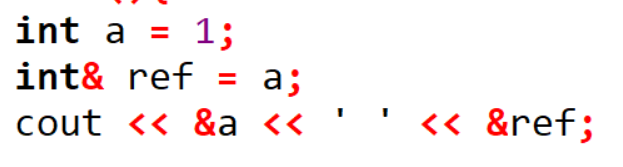 int a = 1;
int& ref = a;
cout << &a << ' ' << &ref;